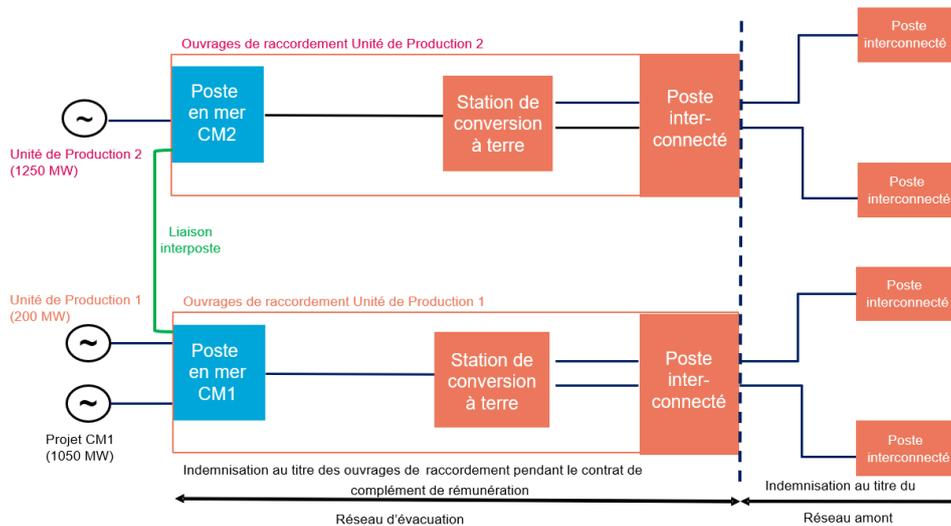 Ouvrages de raccordement Unité de Production 2
Poste
interconnecté
Poste
en mer
CM2
Station de
conversion
à terre
Poste
inter-
connecté
Unité de Production 2
(1250 MW)
Poste
interconnecté
Liaison
interposte
Unité de Production 1
(200 MW)
Ouvrages de raccordement Unité de Production 1
Poste
interconnecté
Poste
en mer
CM1
Station de
conversion
à terre
Poste
inter-
connecté
Projet CM1
(1050 MW)
Poste
interconnecté
Indemnisation au titre des ouvrages de raccordement pendant le contrat de
complément de rémunération
Indemnisation au titre du
Réseau d'évacuation
Réseau amont